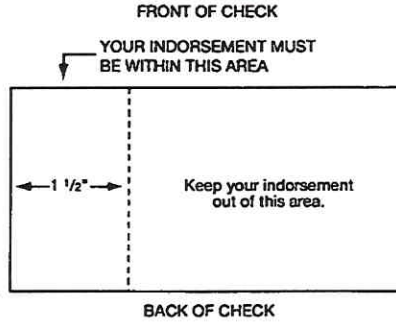 FRONT OF CHECK
YOUR INDORSEMENT MUST
BE WITHIN THIS AREA
1 1/2"
Keep your indorsement
out of this area.
BACK OF CHECK